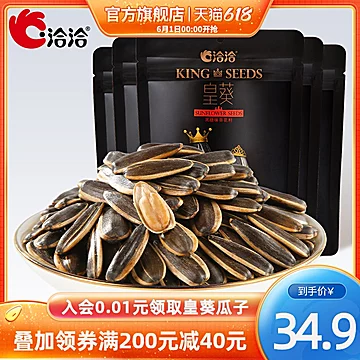 洽洽
官方旗舰店
天猫618
6月1日00:00开抢
洽洽
KING SEEDS
皇葵
SUNFLOWER SEEDS
入会0.01元领取皇葵瓜子
叠加领券满200元减40元
到手价¥
34.9